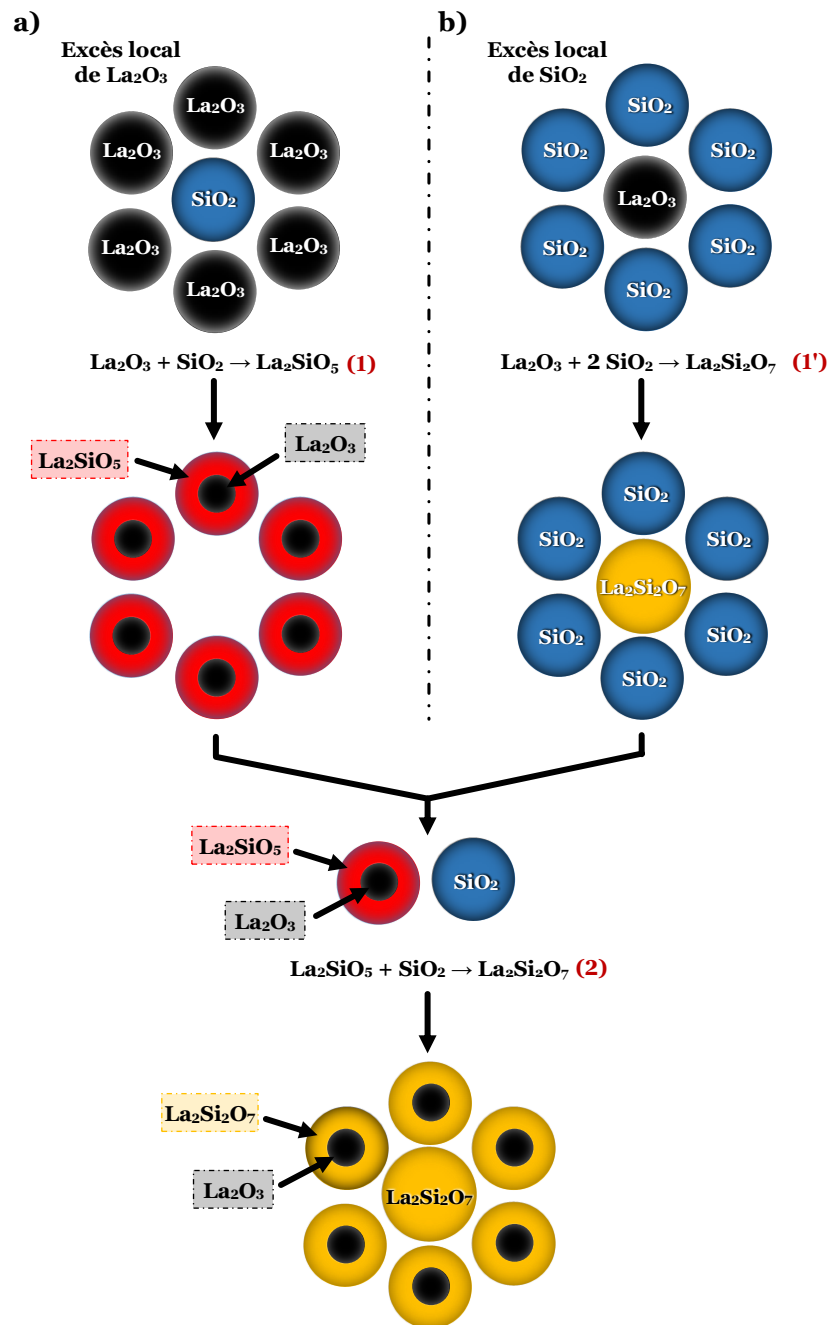 a)
Excès local
de La₂O₃
La₂O₃
La₂O₃
La₂O₃
SiO₂
La₂O₃
La₂O₃
La₂O₃
La₂O₃ + SiO₂ → La₂SiO₅ (1)
La₂O₃
La₂SiO₅
b)
Excès local
de SiO₂
SiO₂
SiO₂
SiO₂
La₂O₃
SiO₂
SiO₂
SiO₂
La₂O₃ + 2 SiO₂ → La₂Si₂O₇ (1')
SiO₂
SiO₂
SiO₂
La₂Si₂O₇
SiO₂
SiO₂
SiO₂
La₂SiO₅
SiO₂
La₂O₃
La₂SiO₅ + SiO₂ → La₂Si₂O₇ (2)
La₂Si₂O₇
La₂O₃
La₂Si₂O₇